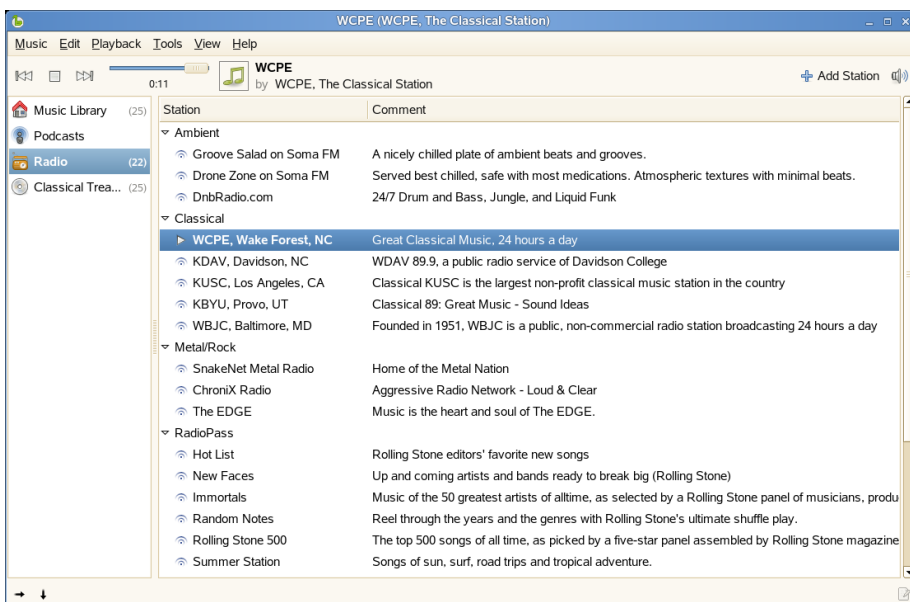 WCPE (WCPE, The Classical Station)
Music Edit Playback Tools View Help
WCPE
0:11 by WCPE, The Classical Station
Add Station
Music Library (25)
Podcasts
Radio (22)
Classical Trea... (25)
Station Comment
Ambient
Groove Salad on Soma FM A nicely chilled plate of ambient beats and grooves.
Drone Zone on Soma FM Served best chilled, safe with most medications. Atmospheric textures with minimal beats.
DnbRadio.com 24/7 Drum and Bass, Jungle, and Liquid Funk
Classical
WCPE, Wake Forest, NC Great Classical Music, 24 hours a day
KDAV, Davidson, NC WDAV 89.9, a public radio service of Davidson College
KUSC, Los Angeles, CA Classical KUSC is the largest non-profit classical music station in the country
KBYU, Provo, UT Classical 89: Great Music - Sound Ideas
WBJC, Baltimore, MD Founded in 1951, WBJC is a public, non-commercial radio station broadcasting 24 hours a day
Metal/Rock
SnakeNet Metal Radio Home of the Metal Nation
ChroniX Radio Aggressive Radio Network - Loud & Clear
The EDGE Music is the heart and soul of The EDGE.
RadioPass
Hot List Rolling Stone editors' favorite new songs
New Faces Up and coming artists and bands ready to break big (Rolling Stone)
Immortals Music of the 50 greatest artists of alltime, as selected by a Rolling Stone panel of musicians, produ
Random Notes Reel through the years and the genres with Rolling Stone's ultimate shuffle play.
Rolling Stone 500 The top 500 songs of all time, as picked by a five-star panel assembled by Rolling Stone magazine
Summer Station Songs of sun, surf, road trips and tropical adventure.